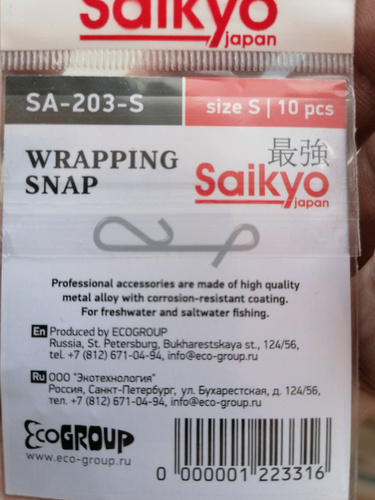 Saikyo
japan
SA-203-S
size S | 10 pcs
WRAPPING
SNAP
最強
Saikyo
japan
Professional accessories are made of high quality
metal alloy with corrosion-resistant coating.
For freshwater and saltwater fishing.
En Produced by ECOGROUP
Russia, St. Petersburg, Bukharestskaya st., 124/56,
tel. +7 (812) 671-04-94, info@eco-group.ru
Ru ООО "Экотехнология"
Россия, Санкт-Петербург, ул. Бухарестская, д. 124/56,
тел. +7 (812) 671-04-94, info@eco-group.ru
ECOGROUP
www.eco-group.ru
0 000001 223316